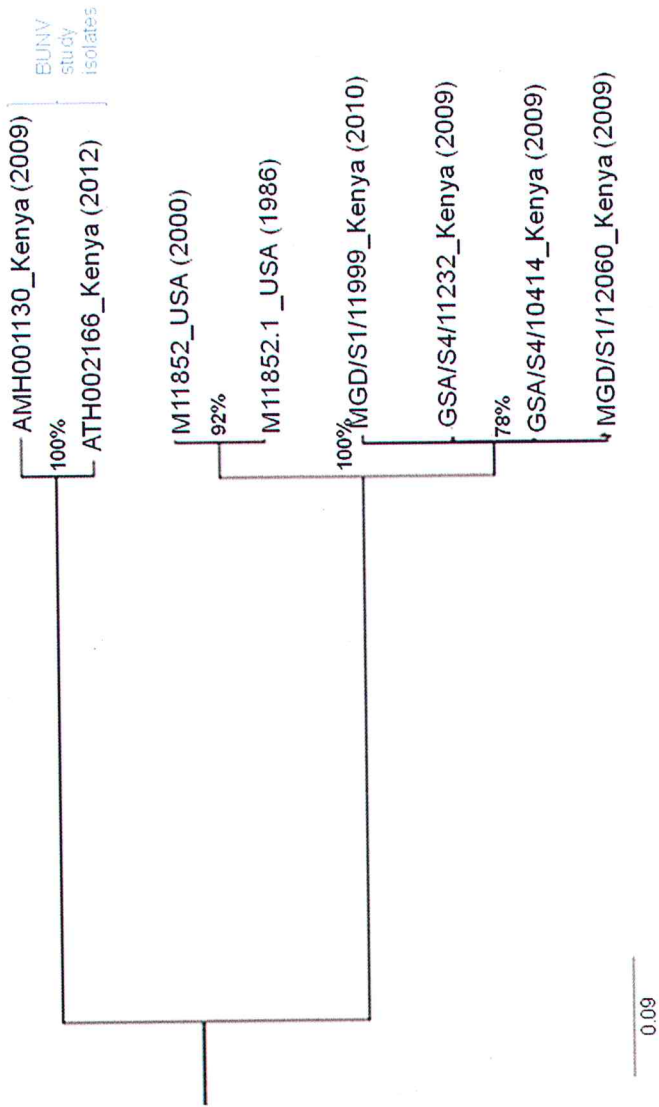 AMH001130_Kenya (2009)
100%
ATH002166_Kenya (2012)
BUNV
study
isolates
M11852_USA (2000)
92%
M11852.1_USA (1986)
100%
MGD/S1/11999_Kenya (2010)
GSA/S4/11232_Kenya (2009)
78%
GSA/S4/10414_Kenya (2009)
MGD/S1/12060_Kenya (2009)
0.09